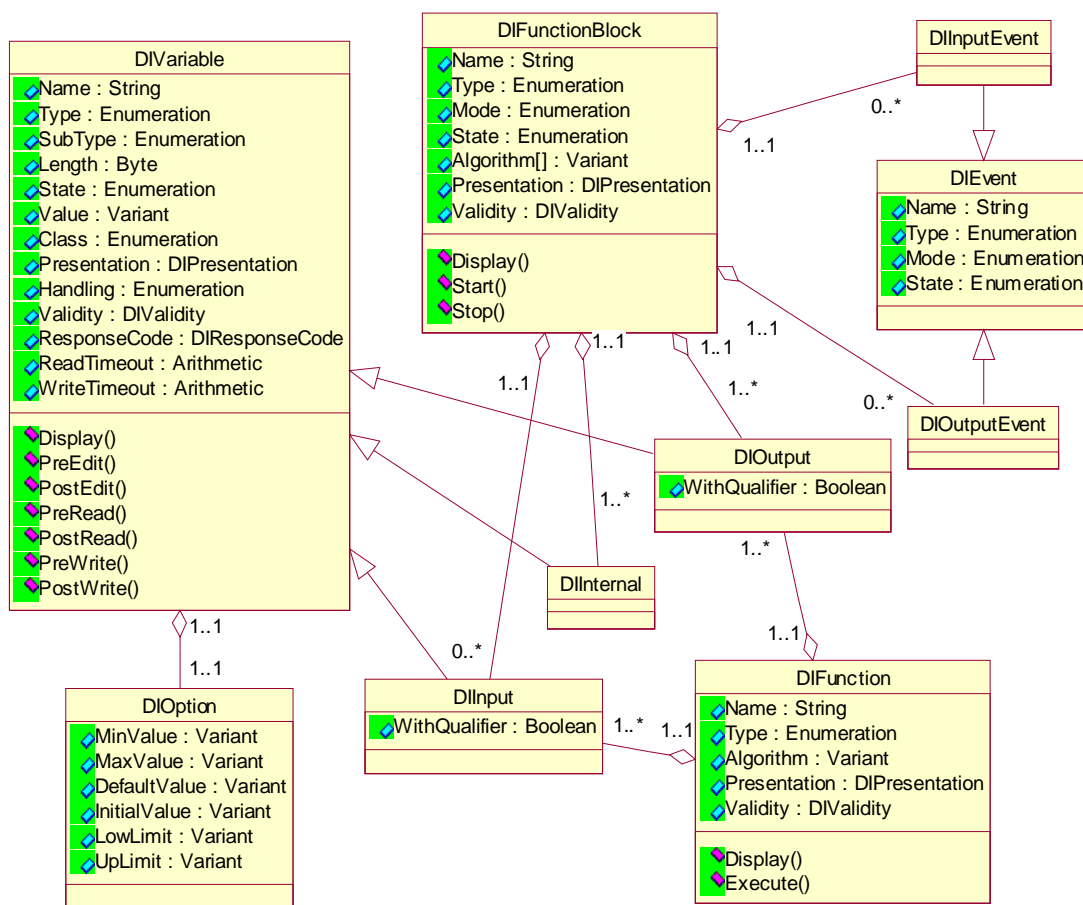 DIVariable
Name : String
Type : Enumeration
SubType : Enumeration
Length : Byte
State : Enumeration
Value : Variant
Class : Enumeration
Presentation : DIPresentation
Handling : Enumeration
Validity : DIValidity
ResponseCode : DIResponseCode
ReadTimeout : Arithmetic
WriteTimeout : Arithmetic
Display()
PreEdit()
PostEdit()
PreRead()
PostRead()
PreWrite()
PostWrite()
1..1
1..1
DIOption
MinValue : Variant
MaxValue : Variant
DefaultValue : Variant
InitialValue : Variant
LowLimit : Variant
UpLimit : Variant
DIFunctionBlock
Name : String
Type : Enumeration
Mode : Enumeration
State : Enumeration
Algorithm[] : Variant
Presentation : DIPresentation
Validity : DIValidity
Display()
Start()
Stop()
1..1
0..*
1..1
0..*
1..1
1..*
1..1
1..*
1..1
0..*
DIInputEvent
DIEvent
Name : String
Type : Enumeration
Mode : Enumeration
State : Enumeration
DIOutputEvent
DIOutput
WithQualifier : Boolean
1..*
1..1
DIInternal
DIInput
WithQualifier : Boolean
1..*
1..1
DIFunction
Name : String
Type : Enumeration
Algorithm : Variant
Presentation : DIPresentation
Validity : DIValidity
Display()
Execute()